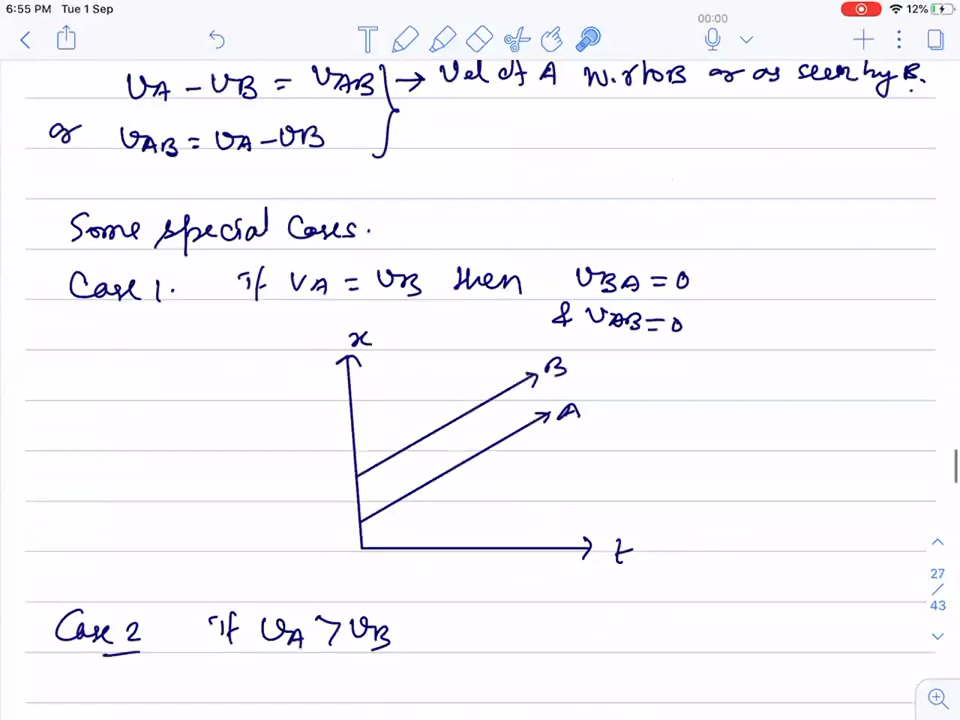 6:55 PM Tue 1 Sep
12%
00:00
VA - VB = VAB → Vel of A w.r to B or as seen by B.
or VAB = VA - VB
Some special Cases.
Case 1. if VA = VB then VBA = 0
& VAB = 0
x
B
A
t
27
/
43
Case 2 if VA > VB